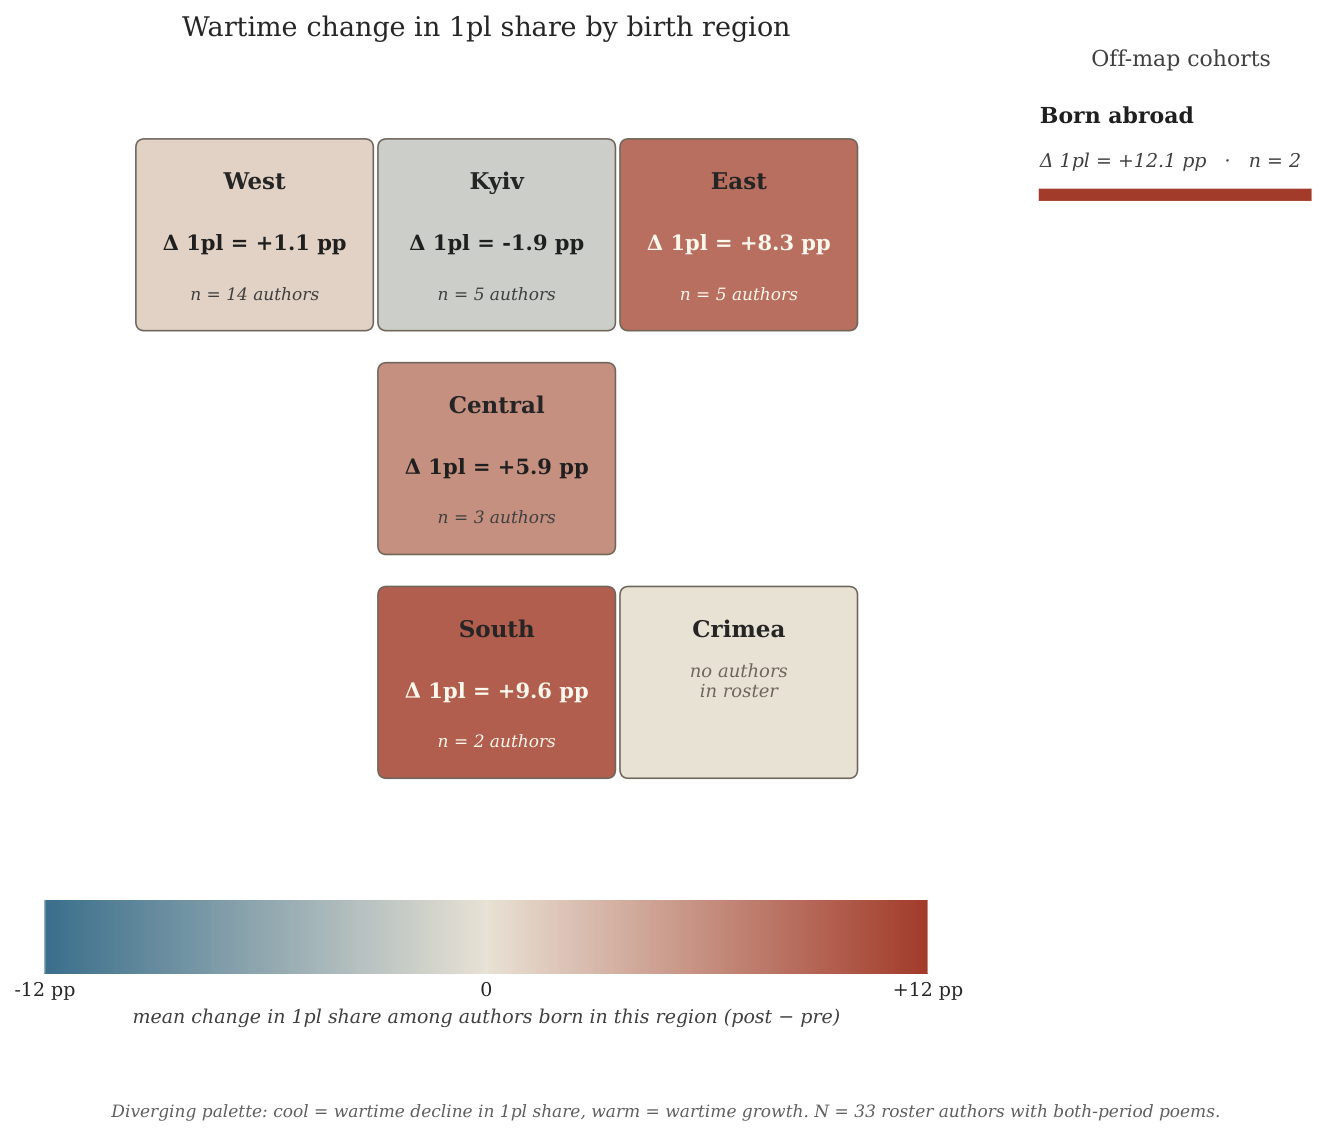 Wartime change in 1pl share by birth region
Off-map cohorts
Born abroad
Δ 1pl = +12.1 pp · n = 2
West
Δ 1pl = +1.1 pp
n = 14 authors
Kyiv
Δ 1pl = -1.9 pp
n = 5 authors
East
Δ 1pl = +8.3 pp
n = 5 authors
Central
Δ 1pl = +5.9 pp
n = 3 authors
South
Δ 1pl = +9.6 pp
n = 2 authors
Crimea
no authors
in roster
-12 pp
0
+12 pp
mean change in 1pl share among authors born in this region (post − pre)
Diverging palette: cool = wartime decline in 1pl share, warm = wartime growth. N = 33 roster authors with both-period poems.